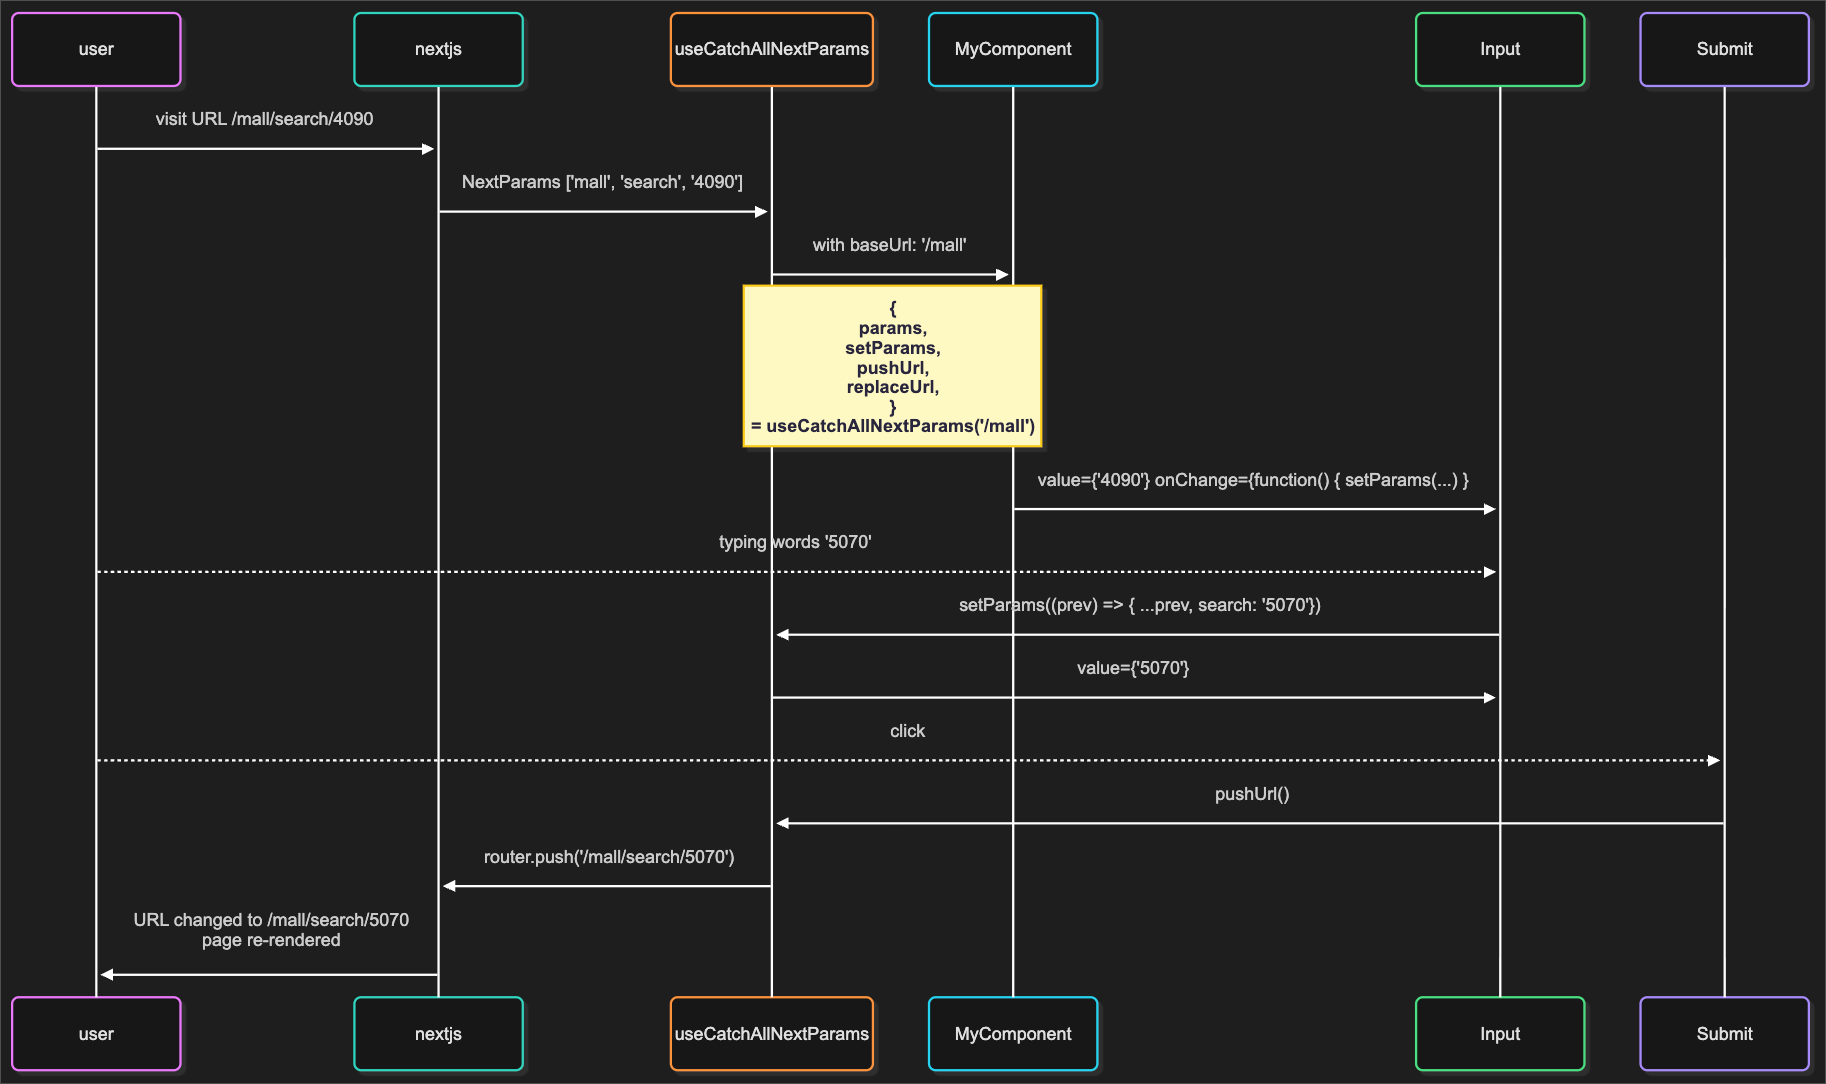 user
nextjs
useCatchAllNextParams
MyComponent
Input
Submit
visit URL /mall/search/4090
NextParams ['mall', 'search', '4090']
with baseUrl: '/mall'
{
params,
setParams,
pushUrl,
replaceUrl,
}
= useCatchAllNextParams('/mall')
value={'4090'} onChange={function() { setParams(...) }
typing words '5070'
setParams((prev) => { ...prev, search: '5070'})
value={'5070'}
click
pushUrl()
router.push('/mall/search/5070')
URL changed to /mall/search/5070
page re-rendered
user
nextjs
useCatchAllNextParams
MyComponent
Input
Submit